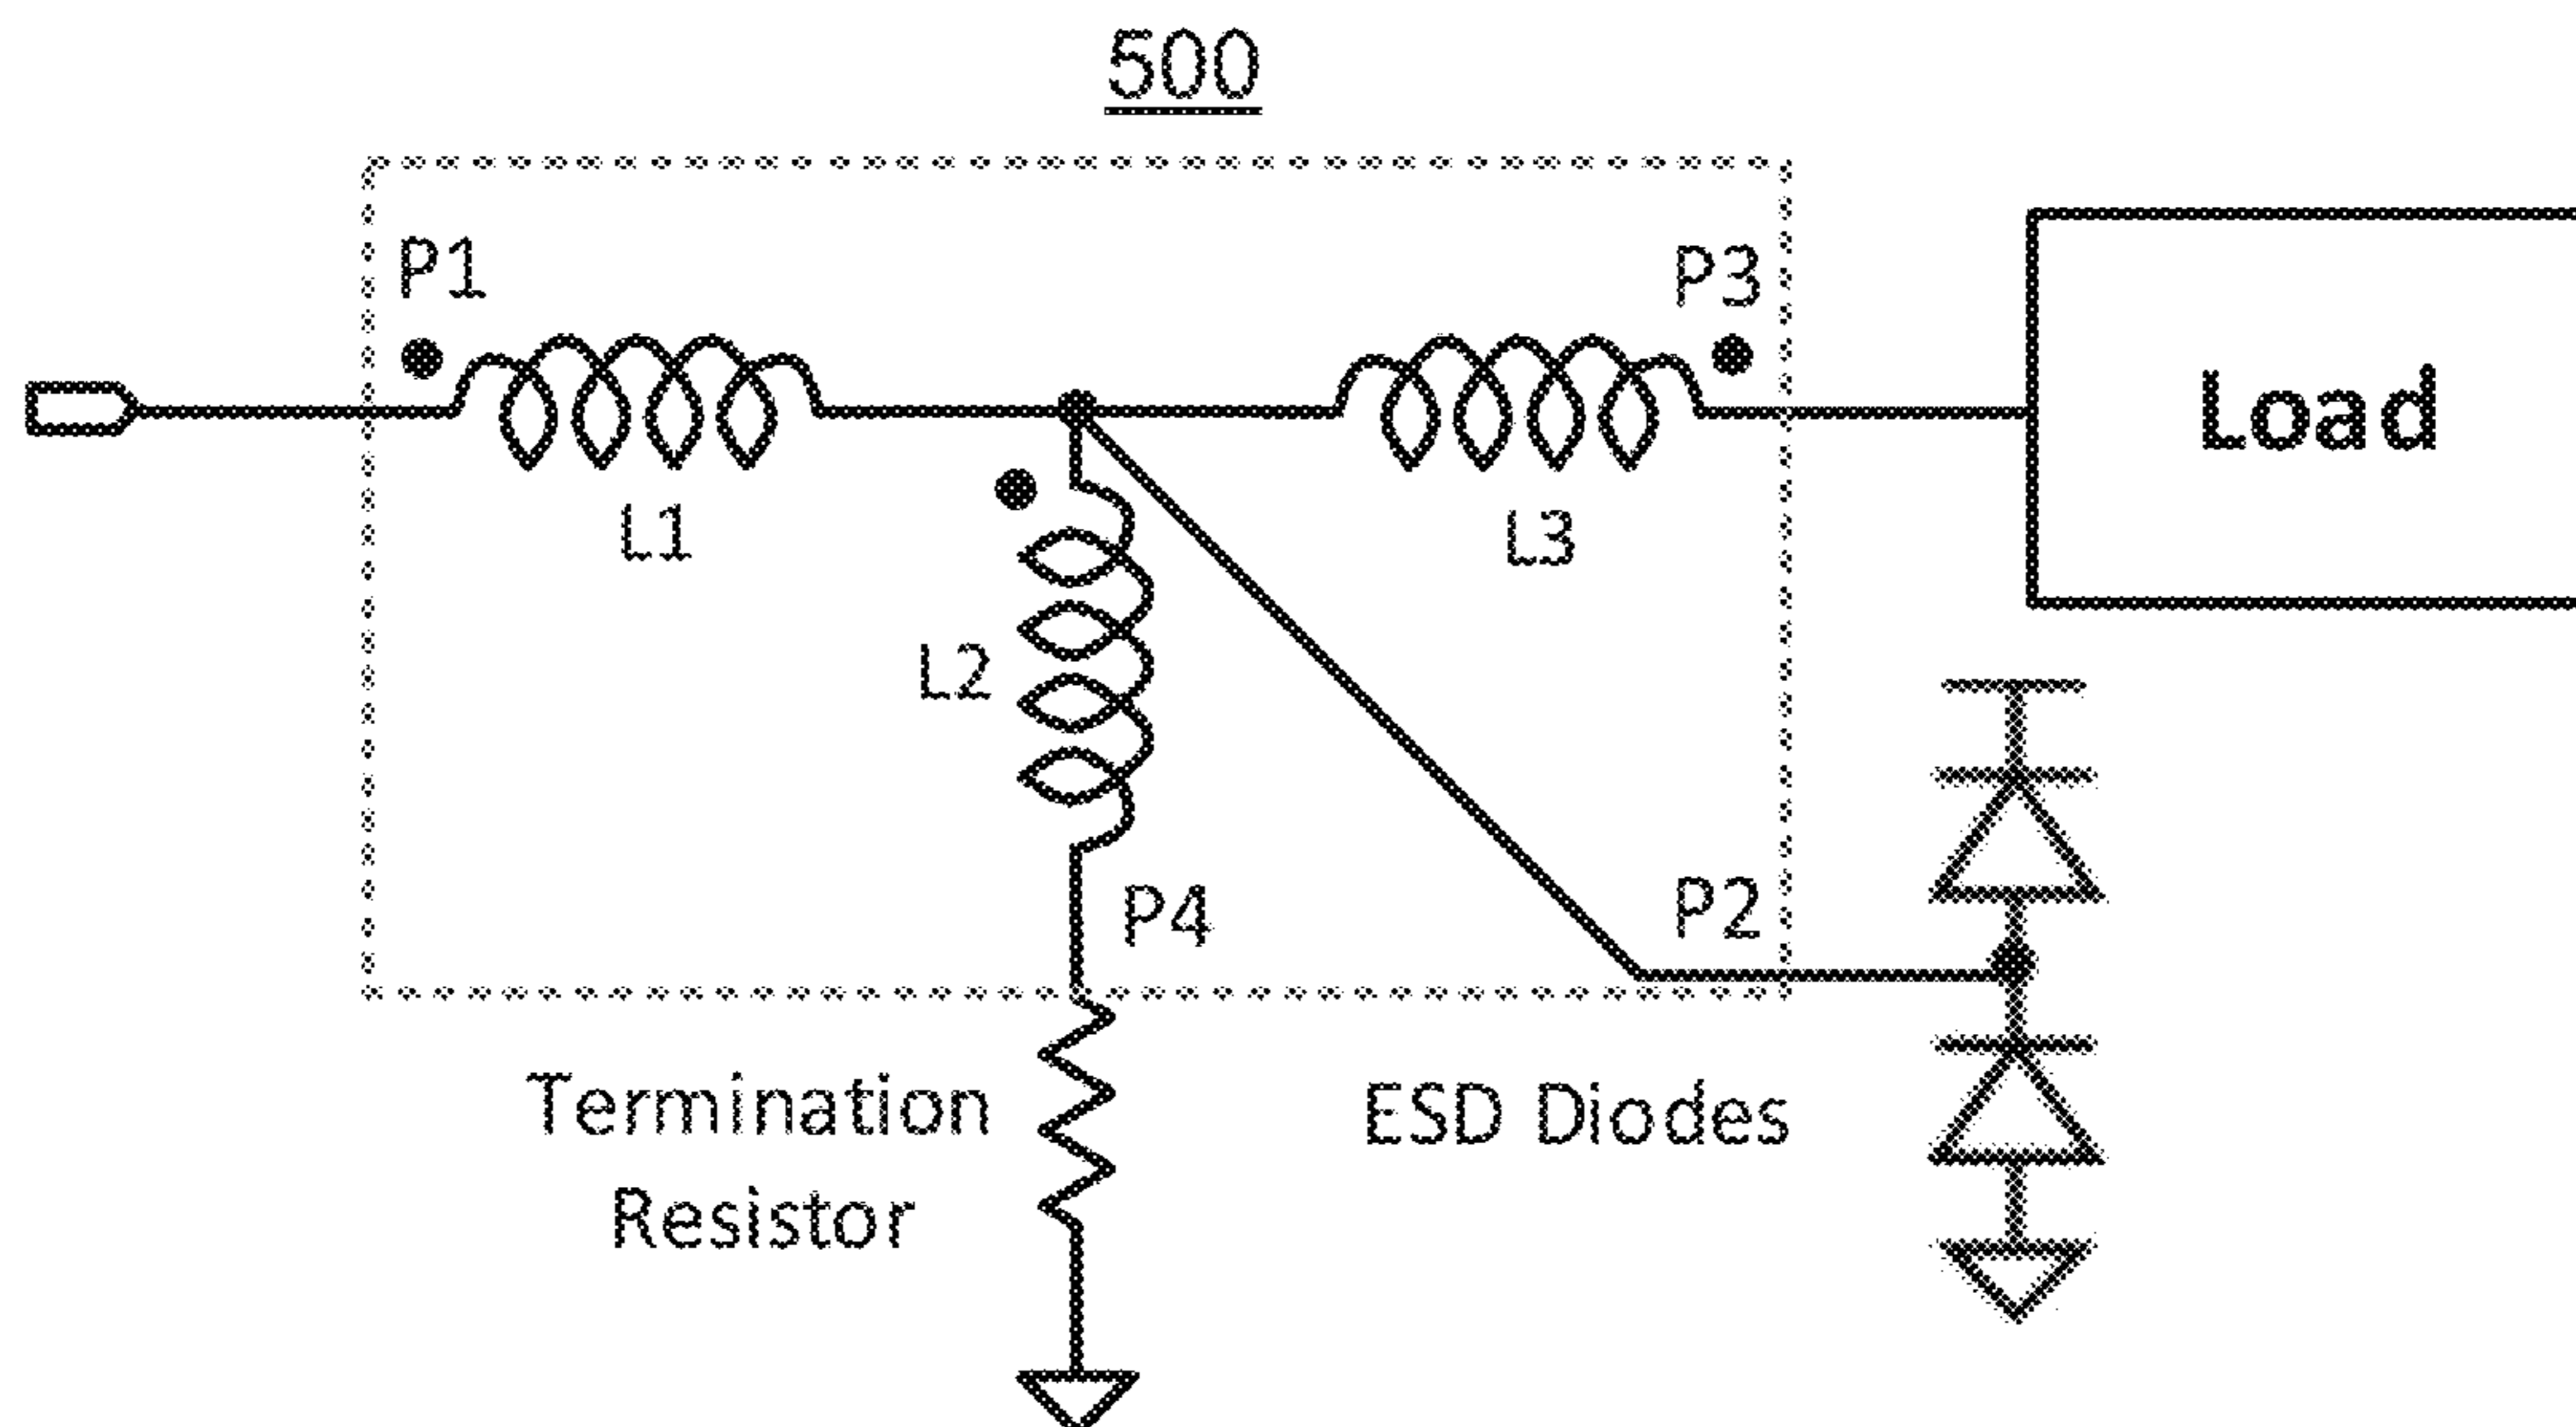 500
P1
P3
Load
L1
L3
L2
P4
P2
Termination
Resistor
ESD Diodes